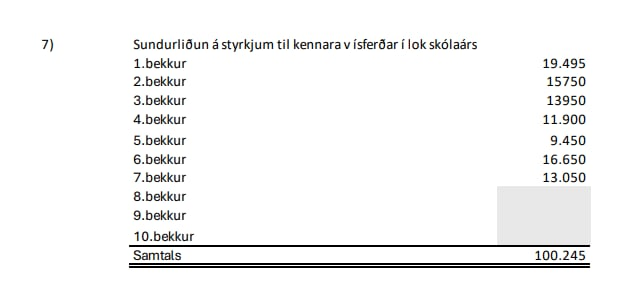 7) Sundurliðun á styrkjum til kennara v ísferðar í lok skólaárs
1.bekkur 19.495
2.bekkur 15750
3.bekkur 13950
4.bekkur 11.900
5.bekkur 9.450
6.bekkur 16.650
7.bekkur 13.050
8.bekkur
9.bekkur
10.bekkur
Samtals 100.245